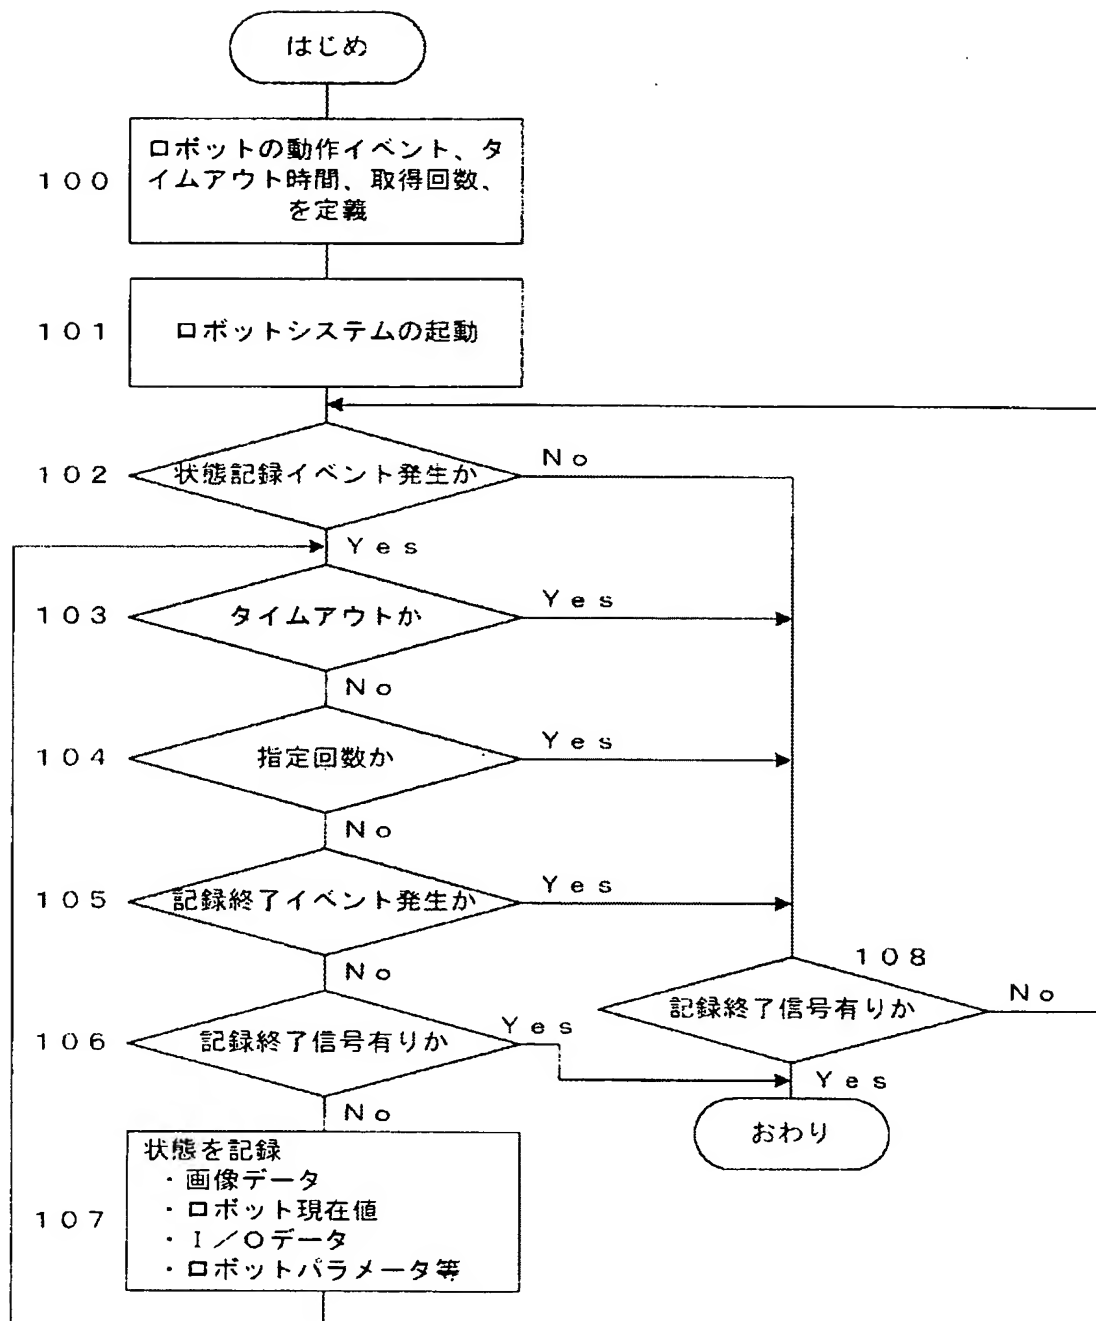 はじめ
ロボットの動作イベント、タ
イムアウト時間、取得回数、
を定義
100
ロボットシステムの起動
101
状態記録イベント発生か
102
No
Yes
タイムアウトか
103
Yes
No
指定回数か
104
Yes
No
記録終了イベント発生か
105
Yes
No
108
記録終了信号有りか
No
記録終了信号有りか
106
Yes
Yes
No
おわり
状態を記録
・画像データ
・ロボット現在値
107
・I/Oデータ
・ロボットパラメータ等